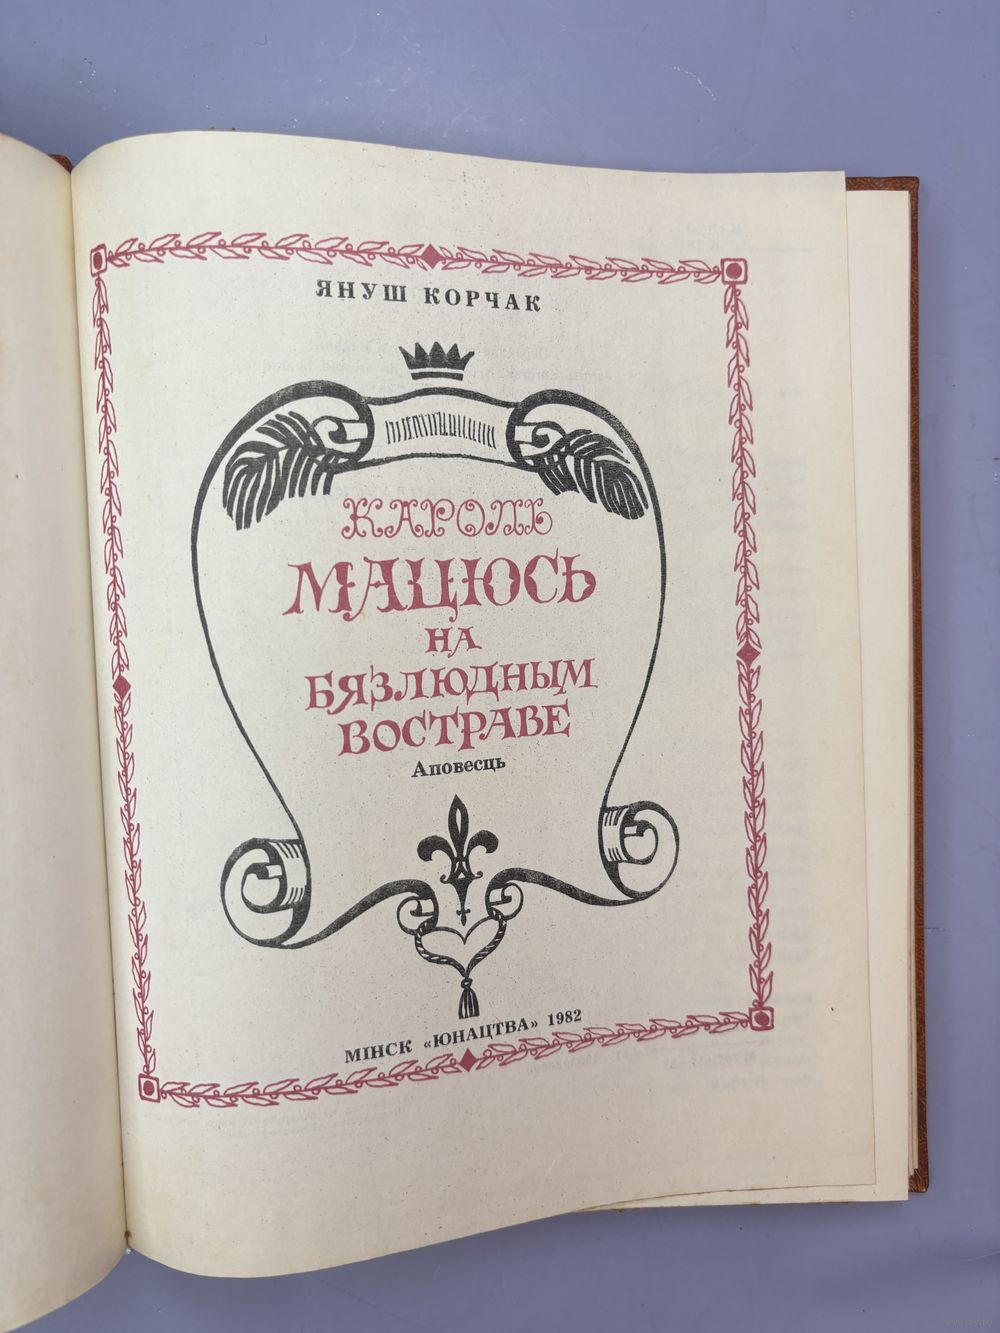 ЯНУШ КОРЧАК
КАРОЛЬ
МАЦЮСЬ
НА
БЯЗЛЮДНЫМ
ВОСТРАВЕ
Аповесць
МІНСК «ЮНАЦТВА» 1982